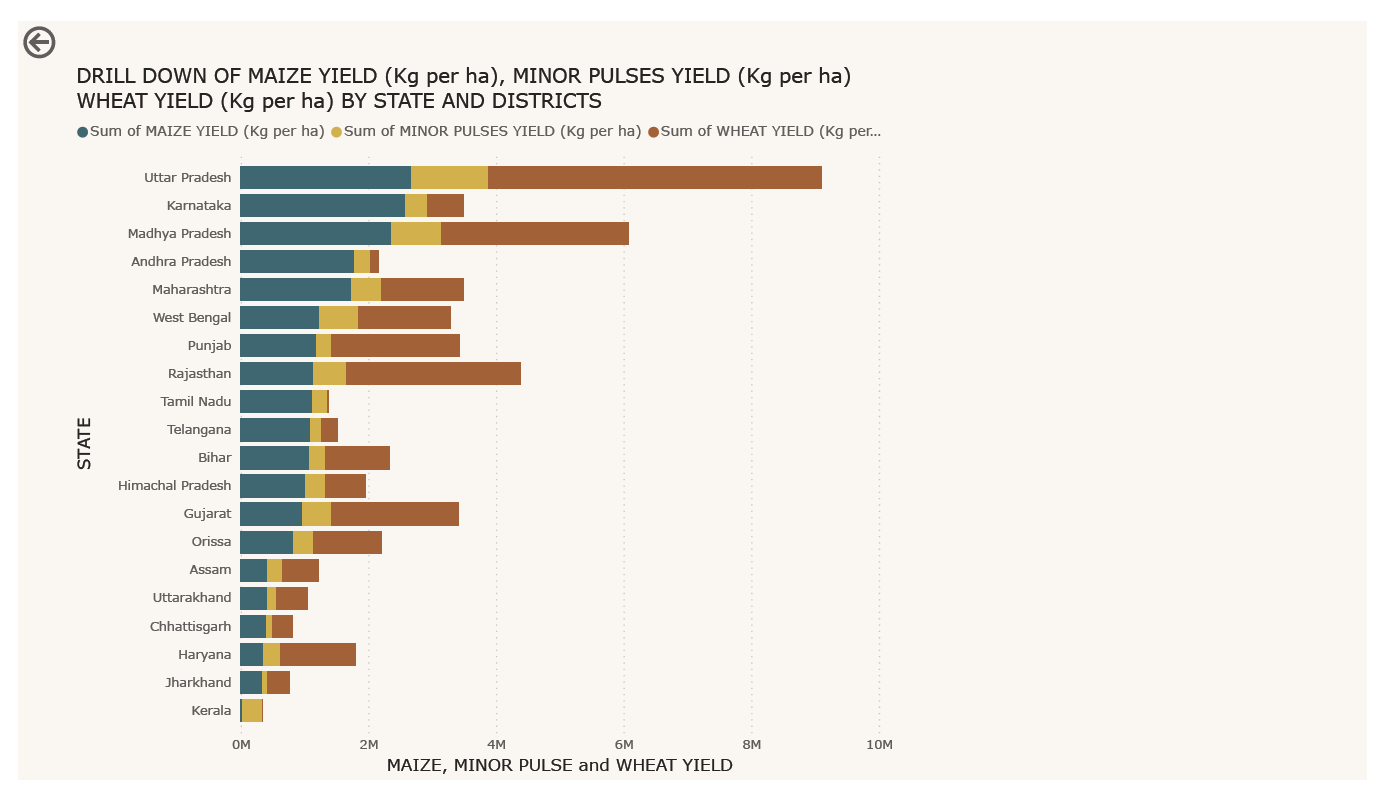 DRILL DOWN OF MAIZE YIELD (Kg per ha), MINOR PULSES YIELD (Kg per ha)
WHEAT YIELD (Kg per ha) BY STATE AND DISTRICTS
Sum of MAIZE YIELD (Kg per ha) Sum of MINOR PULSES YIELD (Kg per ha) Sum of WHEAT YIELD (Kg per...
STATE
Uttar Pradesh
Karnataka
Madhya Pradesh
Andhra Pradesh
Maharashtra
West Bengal
Punjab
Rajasthan
Tamil Nadu
Telangana
Bihar
Himachal Pradesh
Gujarat
Orissa
Assam
Uttarakhand
Chhattisgarh
Haryana
Jharkhand
Kerala
0M 2M 4M 6M 8M 10M
MAIZE, MINOR PULSE and WHEAT YIELD